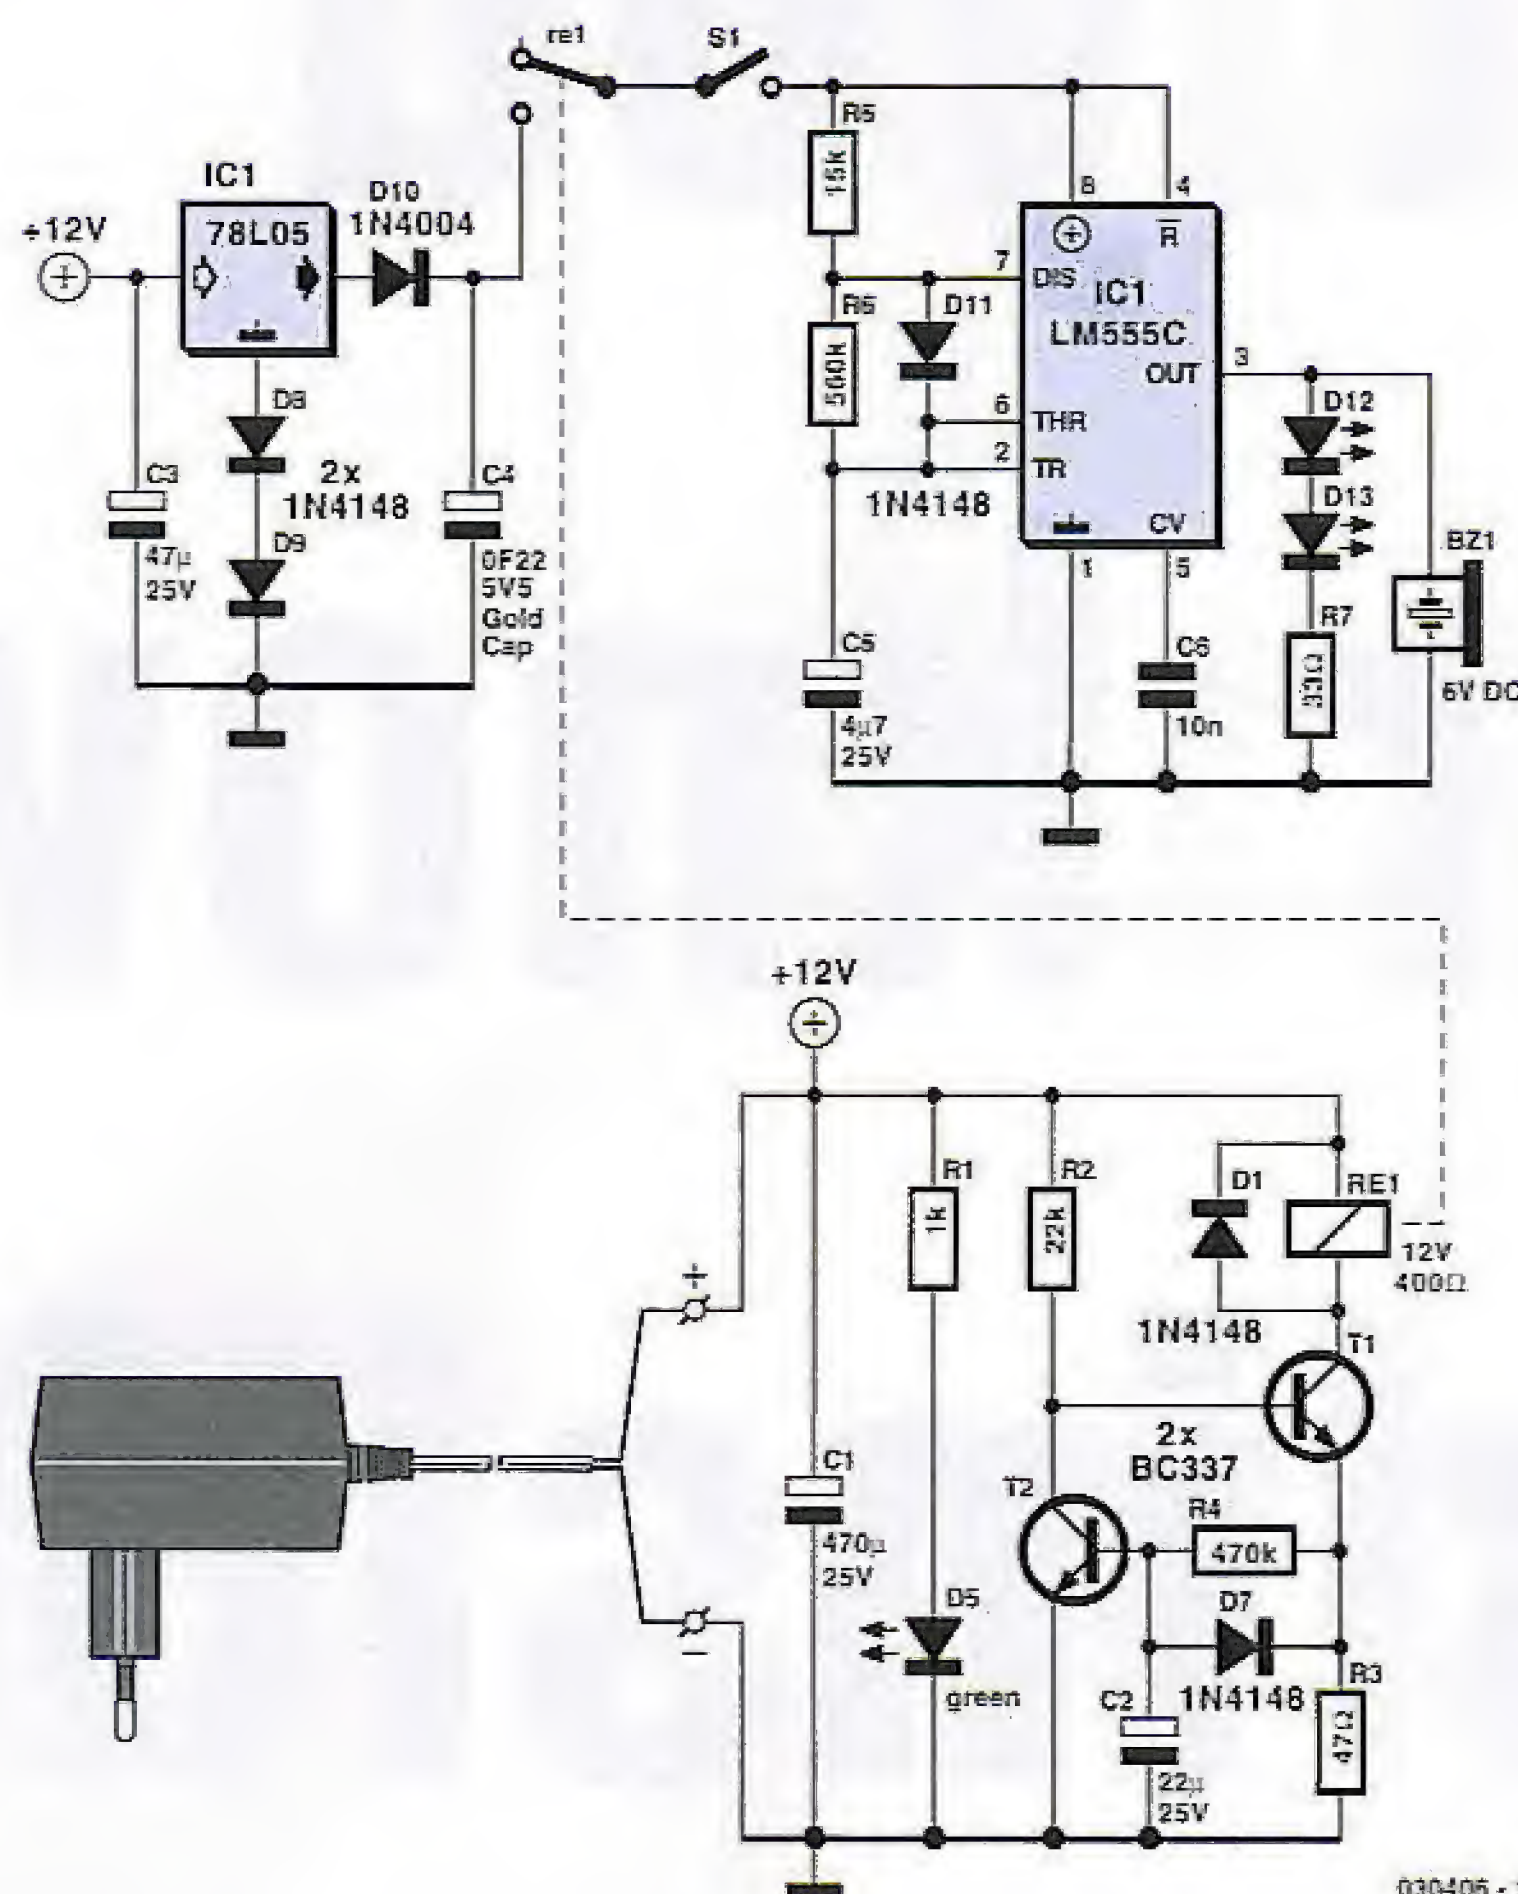 re1
S1
R5
15k
IC1
D10
1N4004
+12V
78L05
8
4
R
7
DIS
IC1
LM555C
R6
500k
D11
3
OUT
D8
6
THR
D12
C3
2x
1N4148
C4
2
TR
1N4148
D13
CV
D9
47µ
25V
0F22
5V5
Gold
Cap
1
5
BZ1
R7
C5
C6
6V DC
4µ7
25V
10n
+12V
R1
1k
R2
22k
D1
RE1
12V
400Ω
+
1N4148
T1
2x
BC337
C1
T2
R4
470k
470µ
25V
D5
D7
–
green
C2
1N4148
R3
47Ω
22µ
25V